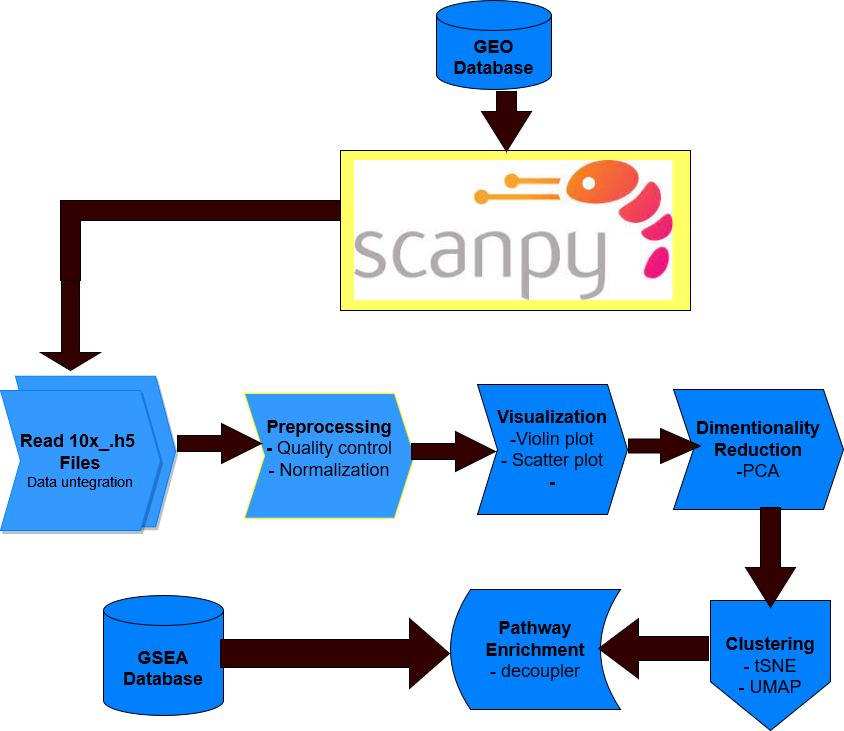 GEO
Database
scanpy
Read 10x_.h5
Files
Data untegration
Preprocessing
- Quality control
- Normalization
Visualization
-Violin plot
- Scatter plot
-
Dimentionality
Reduction
-PCA
GSEA
Database
Pathway
Enrichment
- decoupler
Clustering
- tSNE
- UMAP